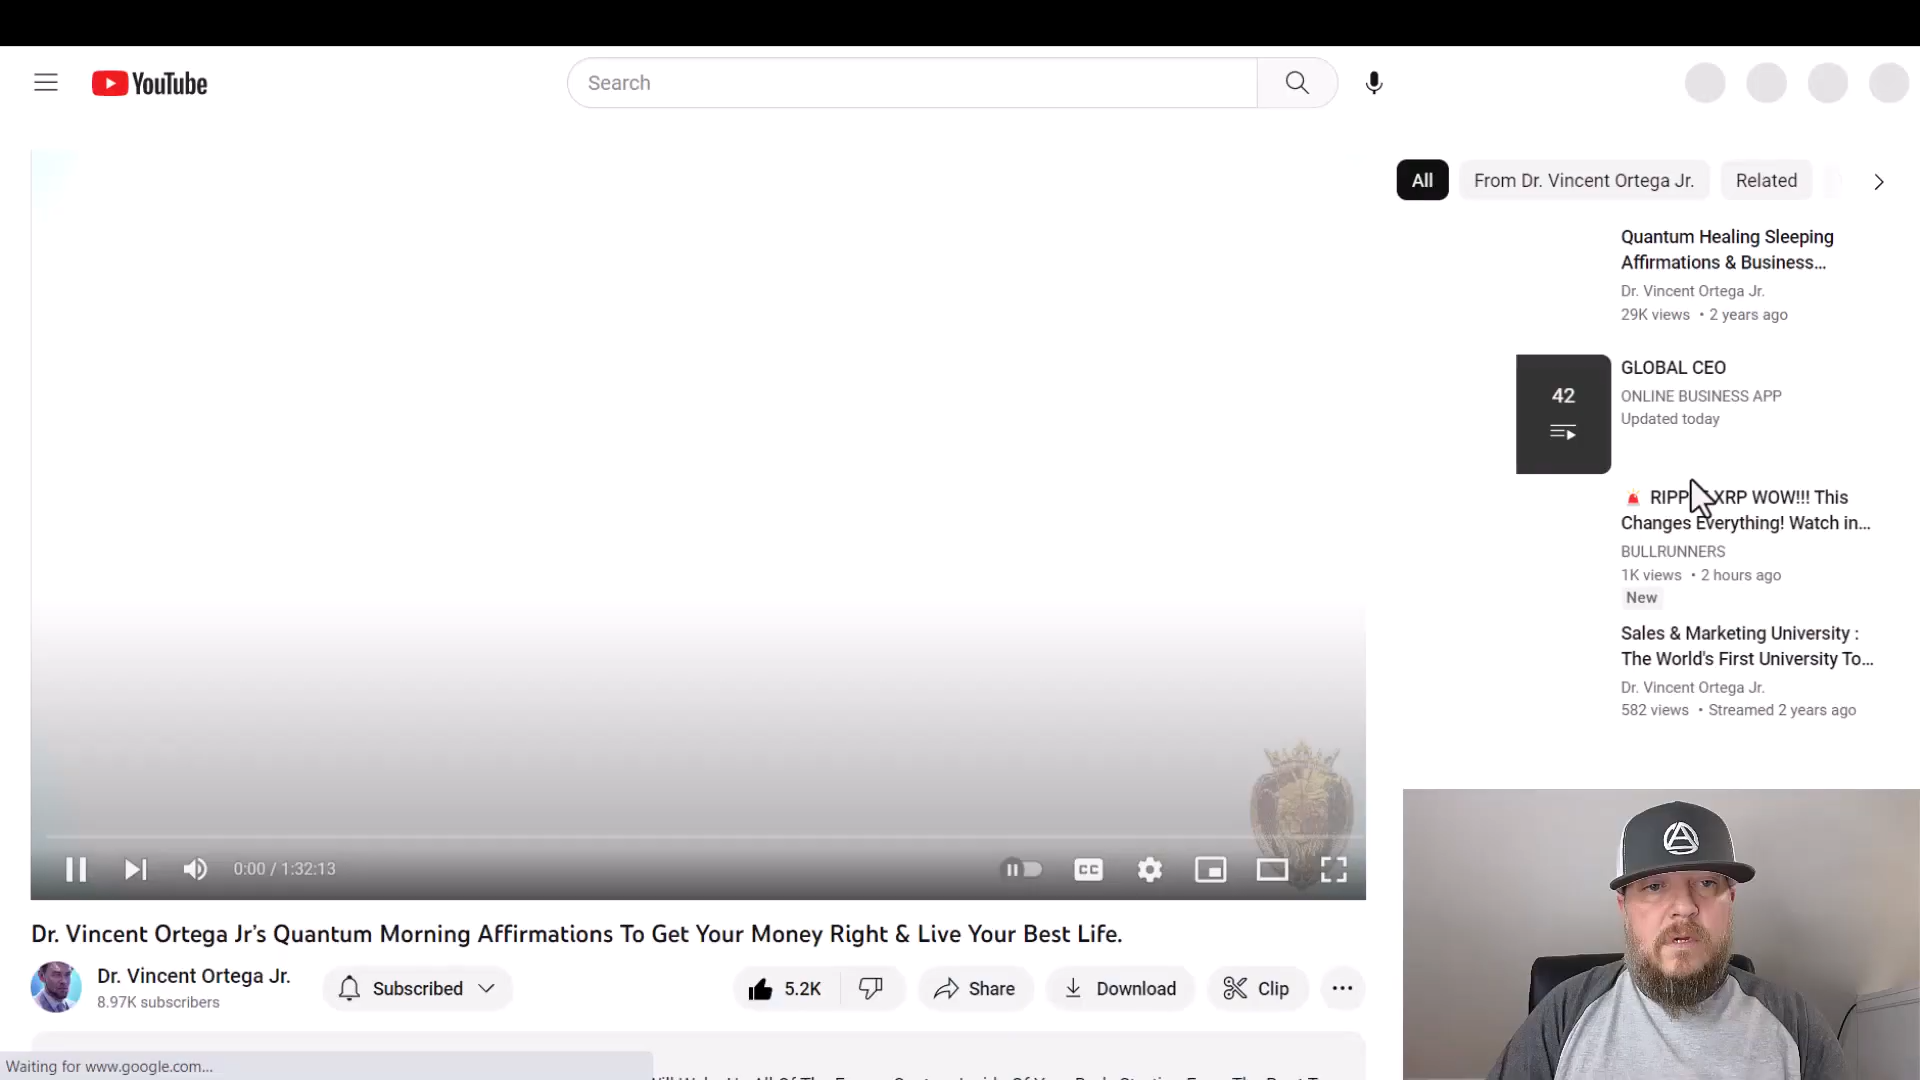 YouTube
Search
All
From Dr. Vincent Ortega Jr.
Related
Quantum Healing Sleeping
Affirmations & Business...
Dr. Vincent Ortega Jr.
29K views • 2 years ago
42
GLOBAL CEO
ONLINE BUSINESS APP
Updated today
XRP WOW!!! This
Changes Everything! Watch in...
BULLRUNNERS
1K views • 2 hours ago
New
Sales & Marketing University :
The World's First University To...
Dr. Vincent Ortega Jr.
582 views • Streamed 2 years ago
0:00 / 1:32:13
CC
Dr. Vincent Ortega Jr's Quantum Morning Affirmations To Get Your Money Right & Live Your Best Life.
Dr. Vincent Ortega Jr.
8.97K subscribers
Subscribed
5.2K
Share
Download
Clip
Waiting for www.google.com...